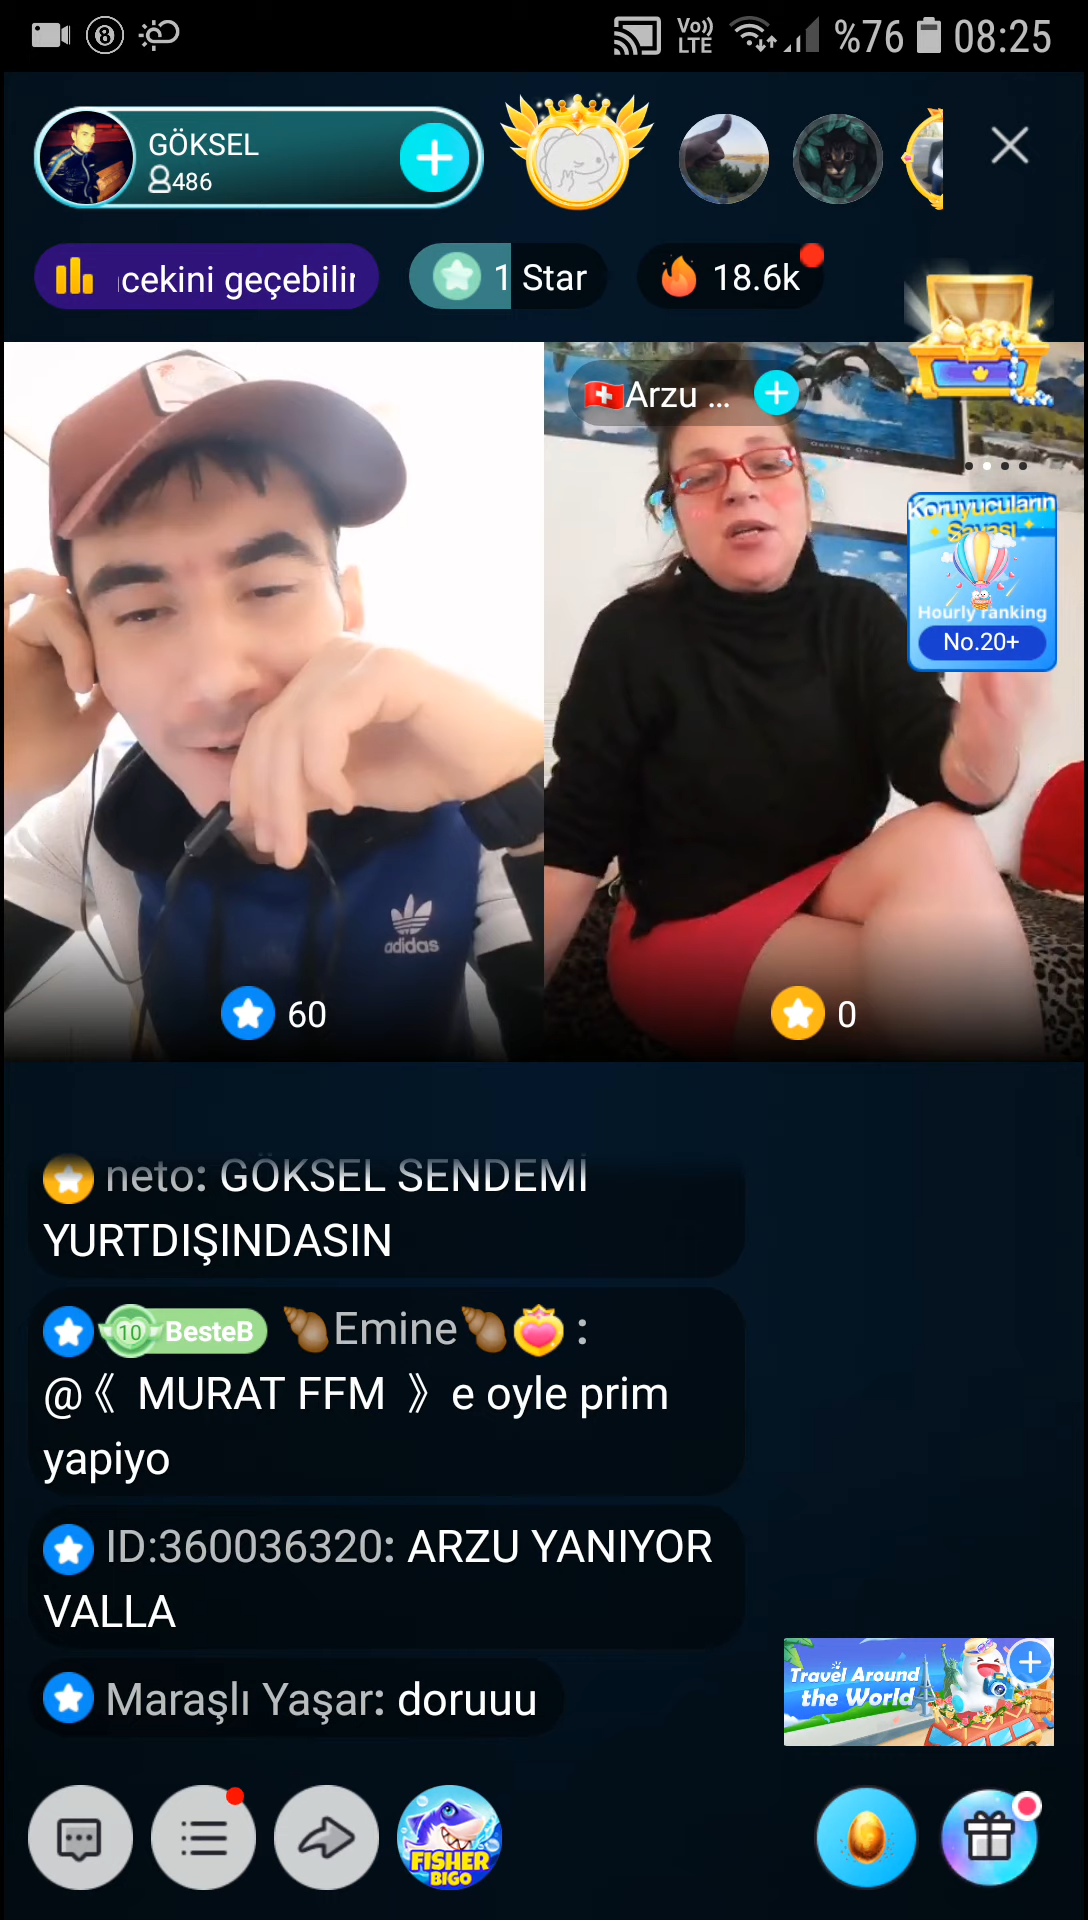 Vo)) LTE %76 08:25
GÖKSEL
486
cekini geçebilir
1 Star
18.6k
Arzu ...
Koruyucuların
Savaşı
Hourly ranking
No.20+
adidas
60
0
neto: GÖKSEL SENDEMİ
YURTDIŞINDASIN
10 BesteB Emine :
@《 MURAT FFM 》 e oyle prim
yapiyo
ID:360036320: ARZU YANIYOR
VALLA
Maraşlı Yaşar: doruuu
Travel Around
the World
FISHER
BIGO